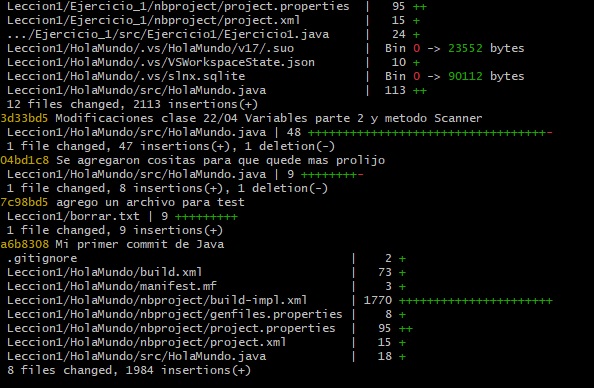 Leccion1/Ejercicio_1/nbproject/project.properties | 95 ++
Leccion1/Ejercicio_1/nbproject/project.xml | 15 +
.../Ejercicio_1/src/Ejercicio1/Ejercicio1.java | 24 +
Leccion1/HolaMundo/.vs/HolaMundo/v17/.suo | Bin 0 -> 23552 bytes
Leccion1/HolaMundo/.vs/VSWorkspaceState.json | 10 +
Leccion1/HolaMundo/.vs/slnx.sqlite | Bin 0 -> 90112 bytes
Leccion1/HolaMundo/src/HolaMundo.java | 113 ++
12 files changed, 2113 insertions(+)
3d33bd5 Modificaciones clase 22/04 Variables parte 2 y metodo Scanner
Leccion1/HolaMundo/src/HolaMundo.java | 48 ++++++++++++++++++++++++++++++++++-
1 file changed, 47 insertions(+), 1 deletion(-)
04bd1c8 Se agregaron cositas para que quede mas prolijo
Leccion1/HolaMundo/src/HolaMundo.java | 9 ++++++++-
1 file changed, 8 insertions(+), 1 deletion(-)
7c98bd5 agrego un archivo para test
Leccion1/borrar.txt | 9 +++++++++
1 file changed, 9 insertions(+)
a6b8308 Mi primer commit de Java
.gitignore | 2 +
Leccion1/HolaMundo/build.xml | 73 +
Leccion1/HolaMundo/manifest.mf | 3 +
Leccion1/HolaMundo/nbproject/build-impl.xml | 1770 ++++++++++++++++++++++
Leccion1/HolaMundo/nbproject/genfiles.properties | 8 +
Leccion1/HolaMundo/nbproject/project.properties | 95 ++
Leccion1/HolaMundo/nbproject/project.xml | 15 +
Leccion1/HolaMundo/src/HolaMundo.java | 18 +
8 files changed, 1984 insertions(+)